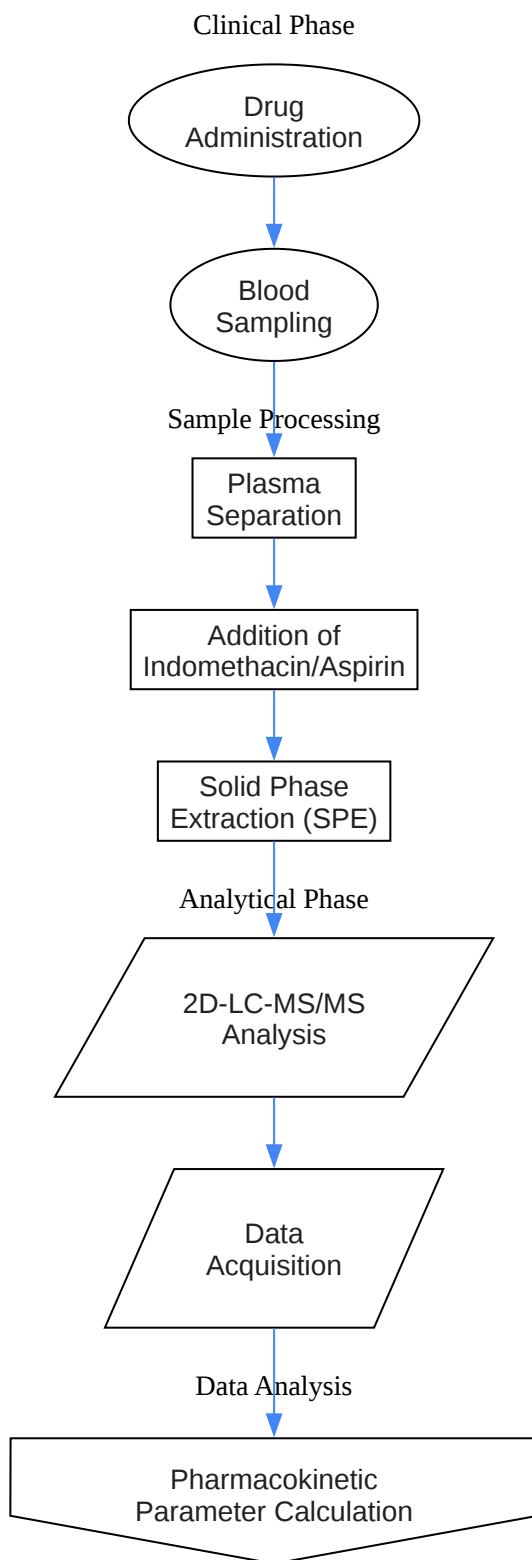 Clinical Phase
Drug
Administration
Blood
Sampling
Sample Processing
Plasma
Separation
Addition of
Indomethacin/Aspirin
Solid Phase
Extraction (SPE)
Analytical Phase
2D-LC-MS/MS
Analysis
Data
Acquisition
Data Analysis
Pharmacokinetic
Parameter Calculation